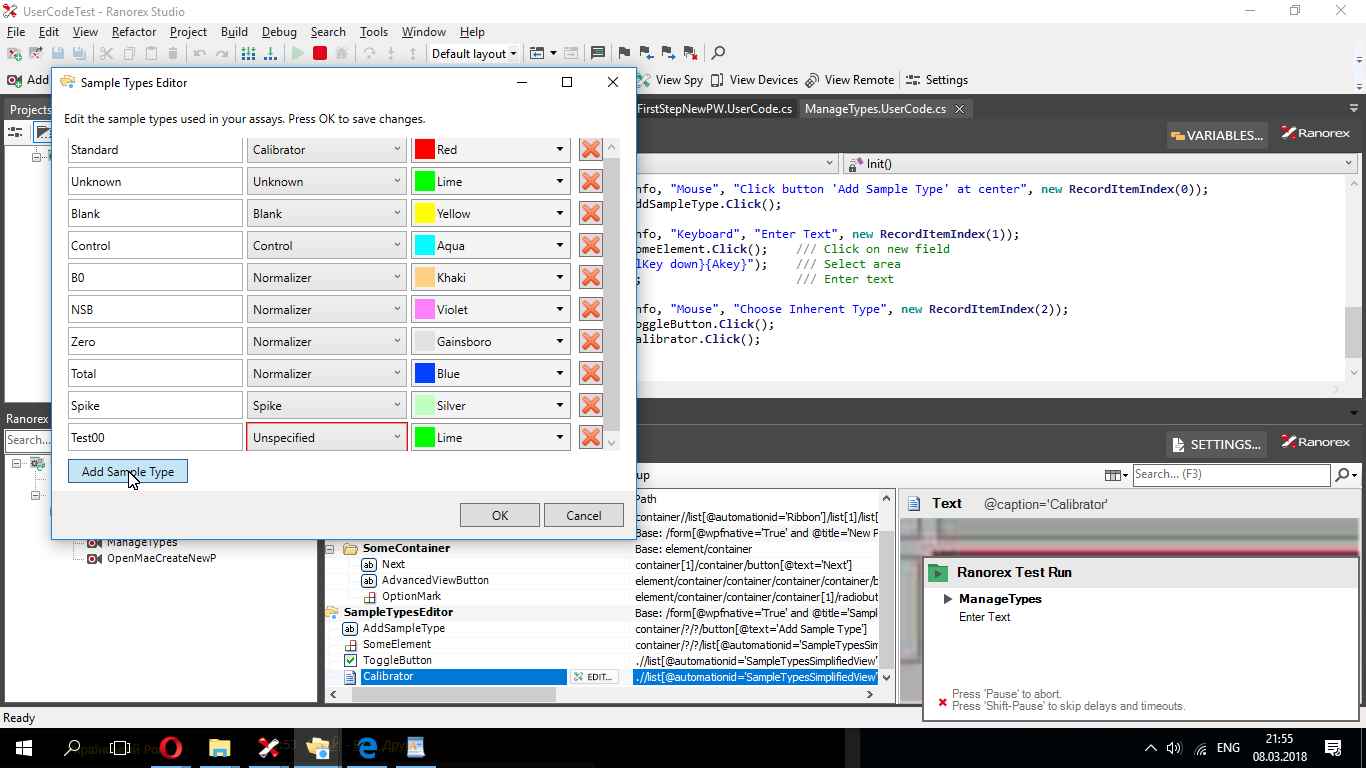 UserCodeTest - Ranorex Studio
File Edit View Refactor Project Build Debug Search Tools Window Help
Default layout
Add
View Spy View Devices View Remote Settings
Projects
FirstStepNewPW.UserCode.cs ManageTypes.UserCode.cs
VARIABLES... Ranorex
Init()
Sample Types Editor
Edit the sample types used in your assays. Press OK to save changes.
Standard Calibrator Red
Unknown Unknown Lime
Blank Blank Yellow
Control Control Aqua
B0 Normalizer Khaki
NSB Normalizer Violet
Zero Normalizer Gainsboro
Total Normalizer Blue
Spike Spike Silver
Test00 Unspecified Lime
Add Sample Type
OK Cancel
nfo, "Mouse", "Click button 'Add Sample Type' at center", new RecordItemIndex(0));
ddSampleType.Click();
nfo, "Keyboard", "Enter Text", new RecordItemIndex(1));
omeElement.Click(); /// Click on new field
lKey down}{Akey}"); /// Select area
; /// Enter text
nfo, "Mouse", "Choose Inherent Type", new RecordItemIndex(2));
oggleButton.Click();
alibrator.Click();
Ranorex
Search...
ManageTypes
OpenMaeCreateNewP
SETTINGS... Ranorex
up
Search... (F3)
Path
container//list[@automationid='Ribbon']/list[1]/list[
Base: /form[@wpfnative='True' and @title='New P
SomeContainer Base: element/container
Next container[1]/container/button[@text='Next']
AdvancedViewButton element/container/container/container/container/b
OptionMark element/container/container/container[1]/radiobut
SampleTypesEditor Base: /form[@wpfnative='True' and @title='Sampl
AddSampleType container/?/?/button[@text='Add Sample Type']
SomeElement container/?/?/list[@automationid='SampleTypesSim
ToggleButton .//list[@automationid='SampleTypesSimplifiedView'
Calibrator EDIT... .//list[@automationid='SampleTypesSimplifiedView'
Text @caption='Calibrator'
Ranorex Test Run
ManageTypes
Enter Text
Press 'Pause' to abort.
Press 'Shift-Pause' to skip delays and timeouts.
Ready
ENG
21:55
08.03.2018